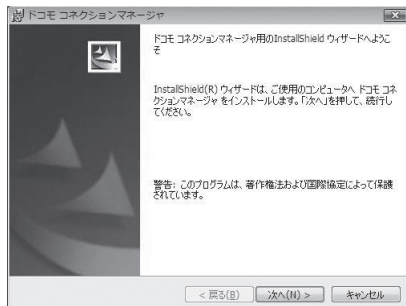 ドコモ コネクションマネージャ
ドコモ コネクションマネージャ用のInstallShield ウィザードへようこ
そ
InstallShield(R) ウィザードは、ご使用のコンピュータへ ドコモ コネ
クションマネージャ をインストールします。「次へ」を押して、続行し
てください。
警告: このプログラムは、著作権法および国際協定によって保護
されています。
< 戻る(B)
次へ(N) >
キャンセル